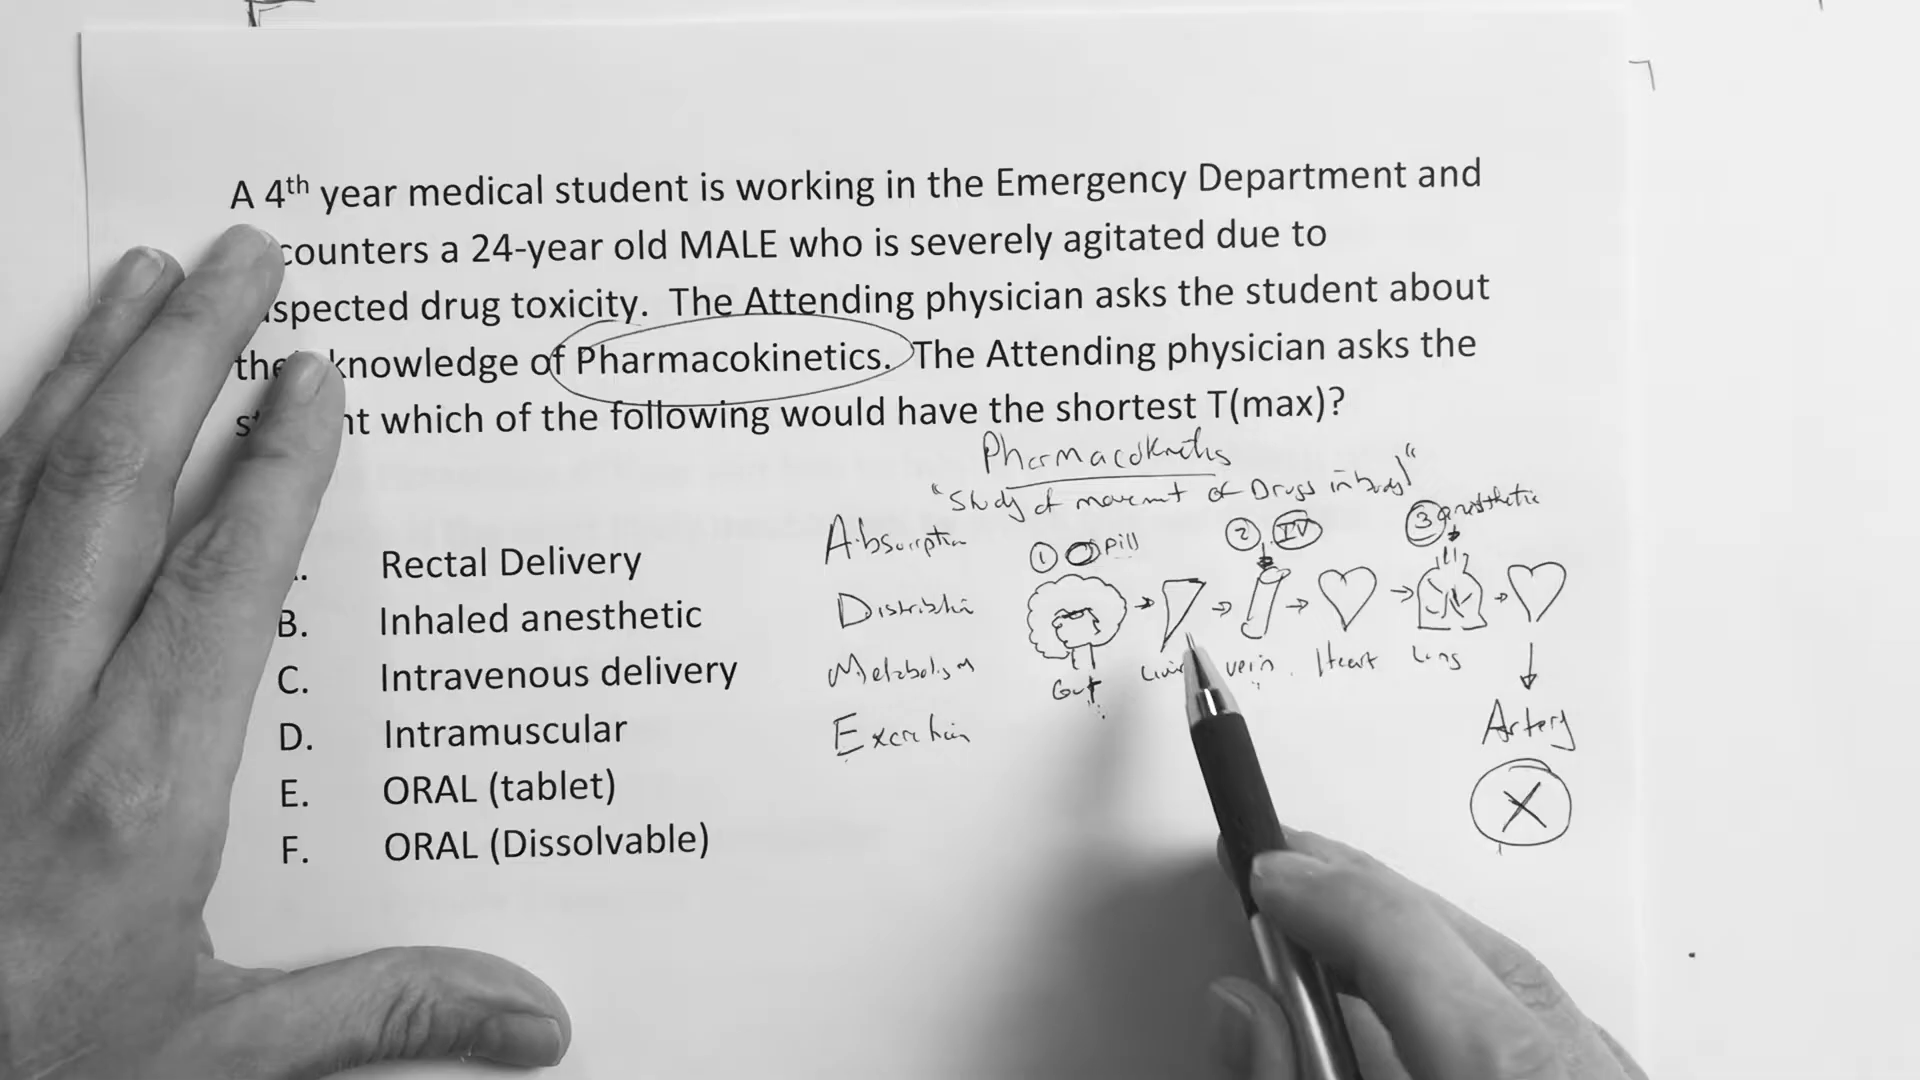 A 4th year medical student is working in the Emergency Department and
counters a 24-year old MALE who is severely agitated due to
spected drug toxicity. The Attending physician asks the student about
the knowledge of Pharmacokinetics. The Attending physician asks the
s nt which of the following would have the shortest T(max)?
Pharmacokinetis
"Study of movement of Drugs in body"
A. Rectal Delivery
B. Inhaled anesthetic
C. Intravenous delivery
D. Intramuscular
E. ORAL (tablet)
F. ORAL (Dissolvable)
Absorption
Distribution
Metabolism
Excretion
1 Pill
2 IV
3 anesthetic
Gut
vein
Heart
Lung
Artery
X